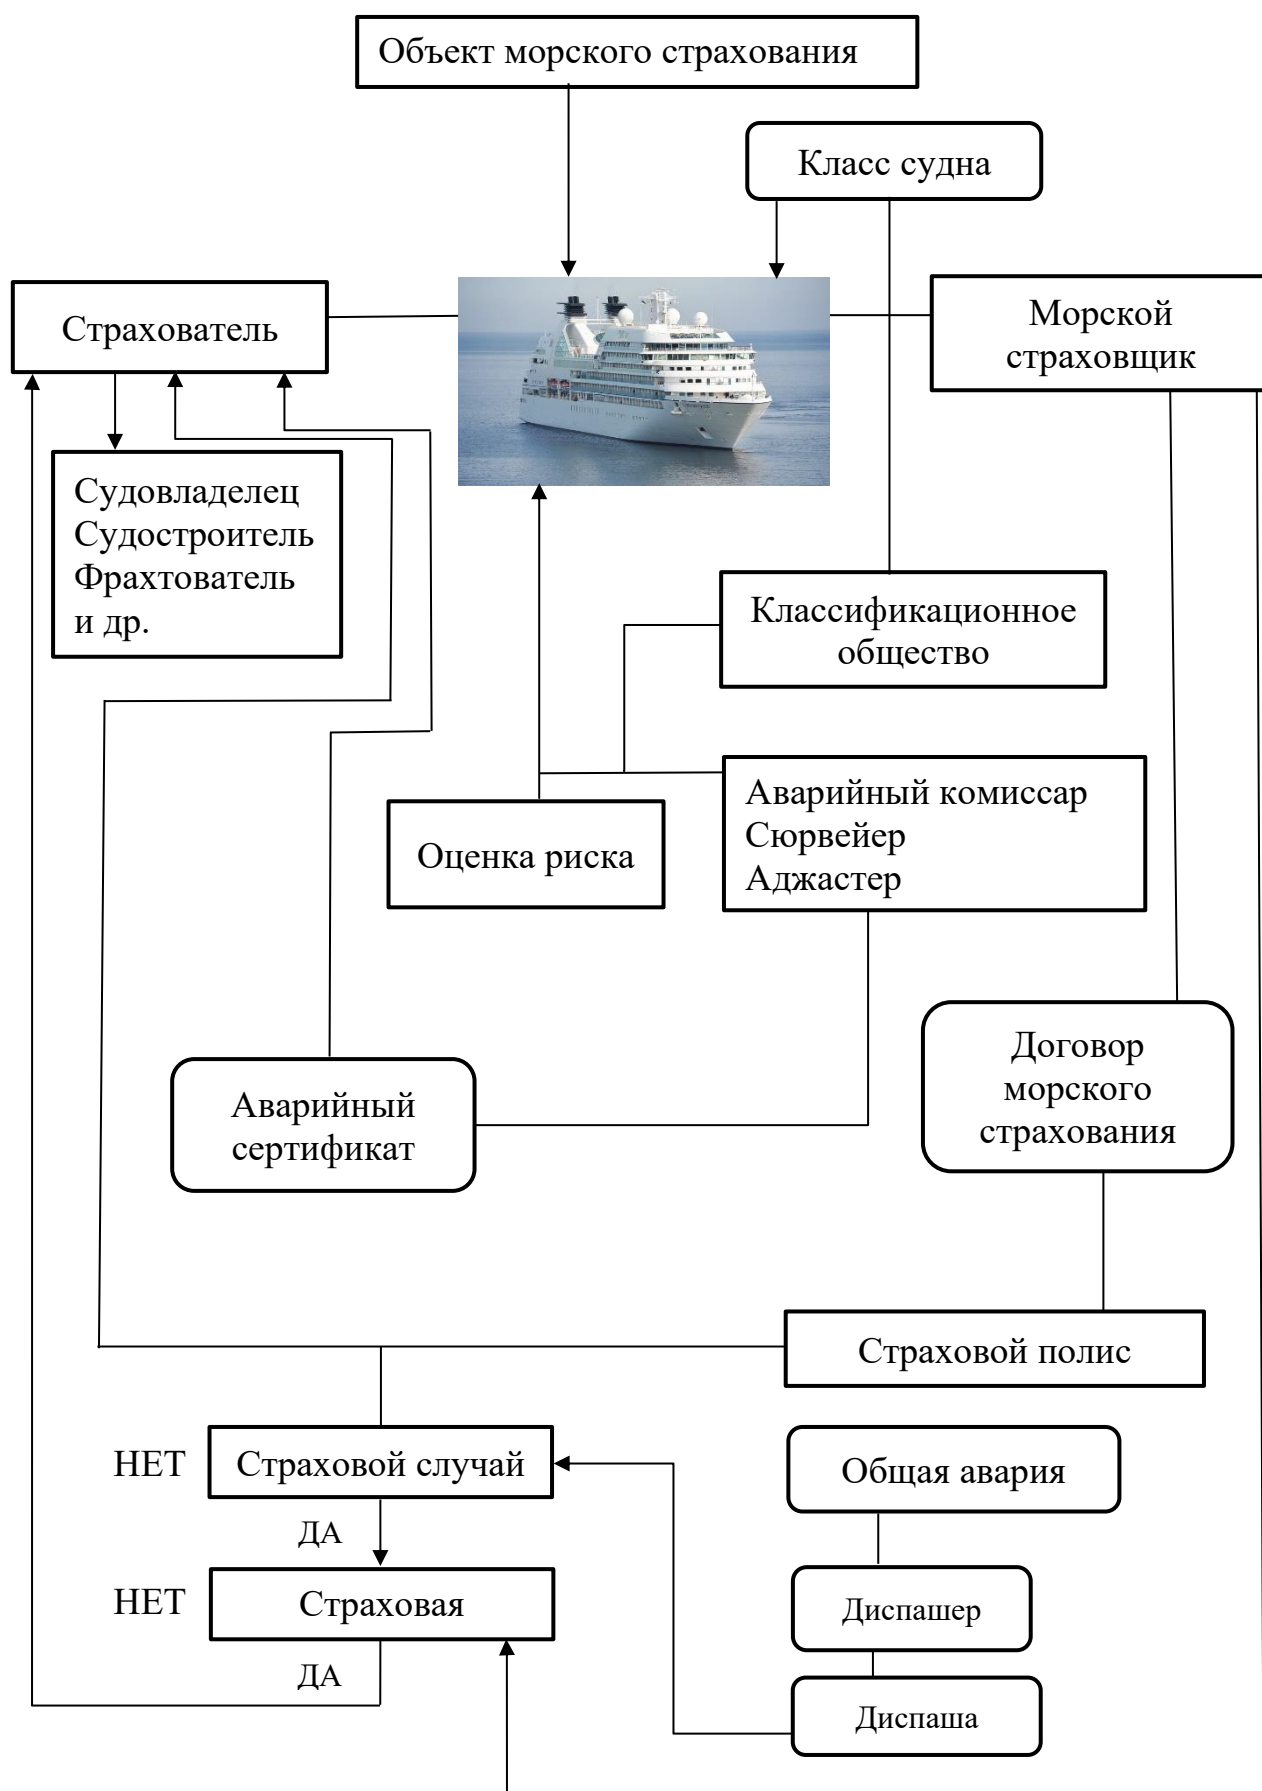 Объект морского страхования
Класс судна
Страхователь
Морской
страховщик
Судовладелец
Судостроитель
Фрахтователь
и др.
Классификационное
общество
Аварийный комиссар
Сюрвейер
Аджастер
Оценка риска
Договор
морского
страхования
Аварийный
сертификат
Страховой полис
НЕТ
Страховой случай
Общая авария
ДА
НЕТ
Страховая
Диспашер
ДА
Диспаша